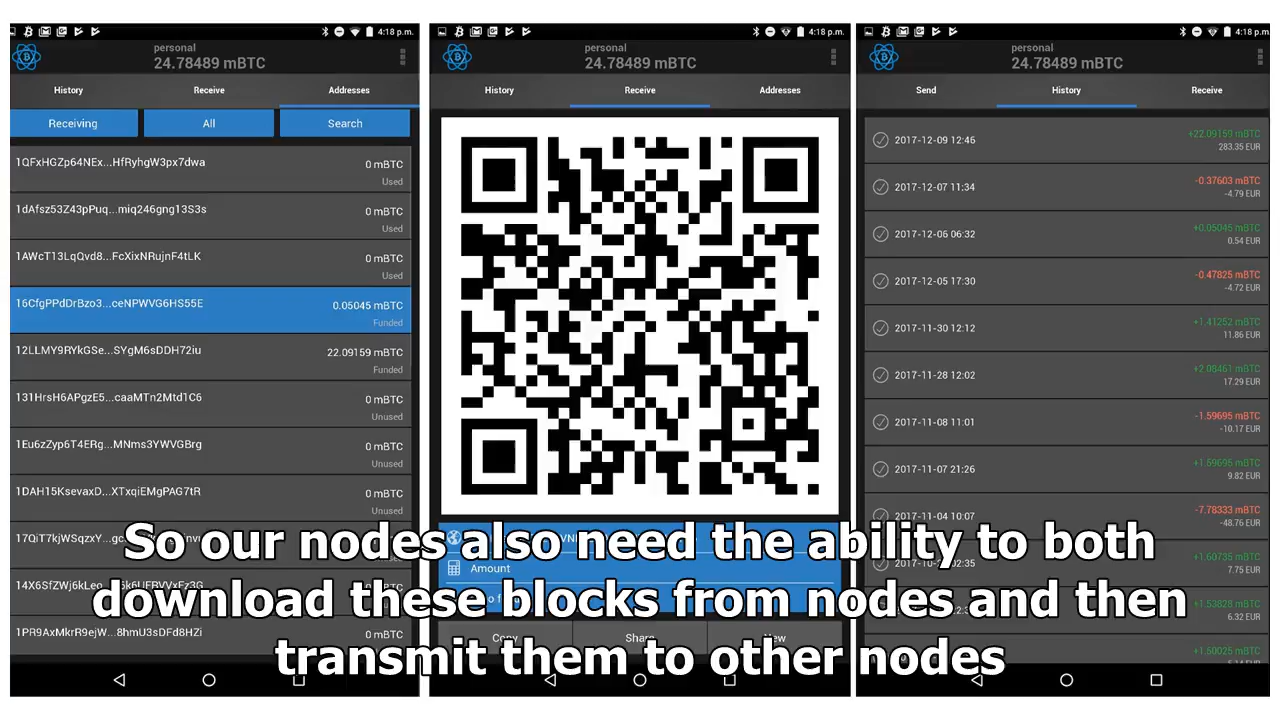 4:18 p.m.
personal
24.78489 mBTC
History Receive Addresses
Receiving All Search
1QFxHGZp64NEx...HfRyhgW3px7dwa 0 mBTC
Used
1dAfsz53Z43pPuq...miq246gng13S3s 0 mBTC
Used
1AWcT13LqQvd8...FcXixNRujnF4tLK 0 mBTC
Used
16CfgPPdDrBzo3...ceNPWVG6HS55E 0.05045 mBTC
Funded
12LLMY9RYkGSe...SYgM6sDDH72iu 22.09159 mBTC
Funded
131HrsH6APgzE5...caaMTn2Mtd1C6 0 mBTC
Unused
1Eu6zZyp6T4ERg...MNms3YWVGBrg 0 mBTC
Unused
1DAH15KsevaxD...XTxqiEMgPAG7tR 0 mBTC
Unused
1PR9AxMkrR9ejW...8hmU3sDFd8HZi 0 mBTC
4:18 p.m.
personal
24.78489 mBTC
History Receive Addresses
Amount
Copy Share View
4:18 p.m.
personal
24.78489 mBTC
Send History Receive
2017-12-09 12:46 +22.09159 mBTC
283.35 EUR
2017-12-07 11:34 -0.37603 mBTC
-4.79 EUR
2017-12-06 06:32 +0.05045 mBTC
0.54 EUR
2017-12-05 17:30 -0.47825 mBTC
-4.72 EUR
2017-11-30 12:12 +1.41252 mBTC
11.86 EUR
2017-11-28 12:02 +2.08461 mBTC
17.29 EUR
2017-11-08 11:01 -1.59695 mBTC
-10.17 EUR
2017-11-07 21:26 +1.59695 mBTC
9.82 EUR
2017-11-04 10:07 -7.78333 mBTC
-48.76 EUR
+1.60735 mBTC
7.75 EUR
+1.53828 mBTC
6.32 EUR
+1.50025 mBTC
So our nodes also need the ability to both
download these blocks from nodes and then
transmit them to other nodes